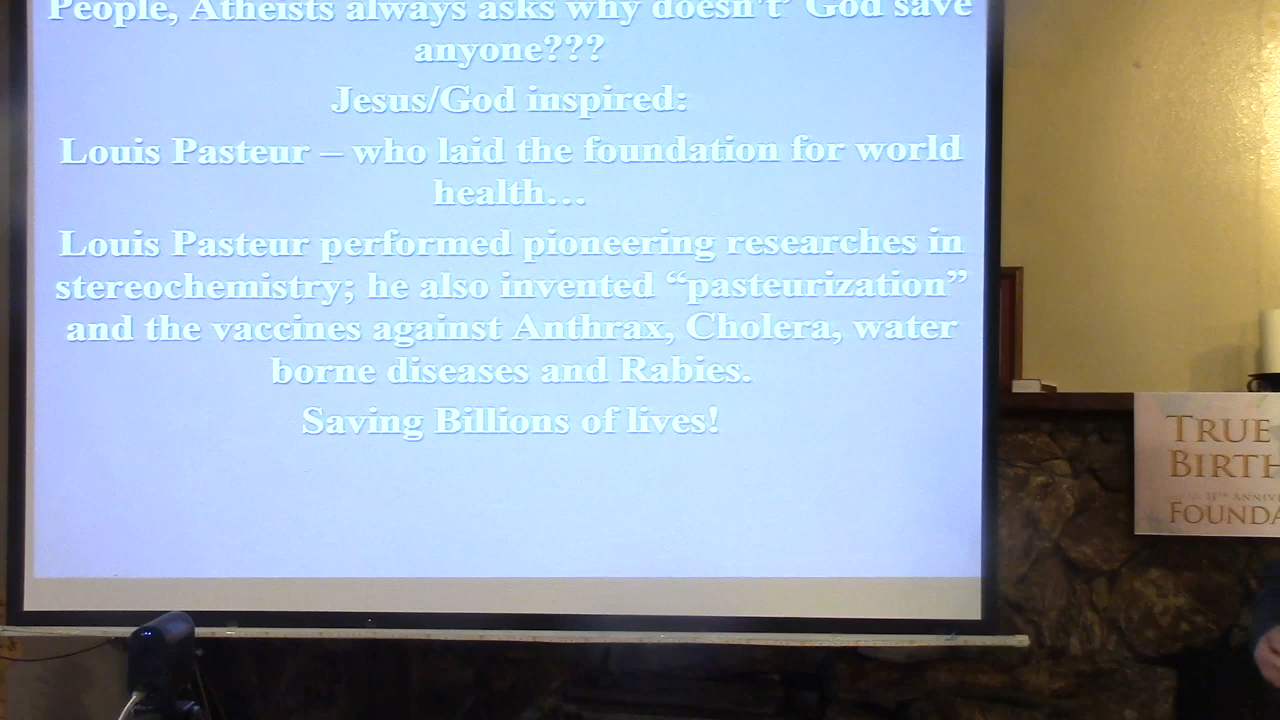 People, Atheists always asks why doesn't’ God save
anyone???
Jesus/God inspired:
Louis Pasteur – who laid the foundation for world
health…
Louis Pasteur performed pioneering researches in
stereochemistry; he also invented “pasteurization”
and the vaccines against Anthrax, Cholera, water
borne diseases and Rabies.
Saving Billions of lives!
TRUE
BIRTH
11TH
FOUNDA